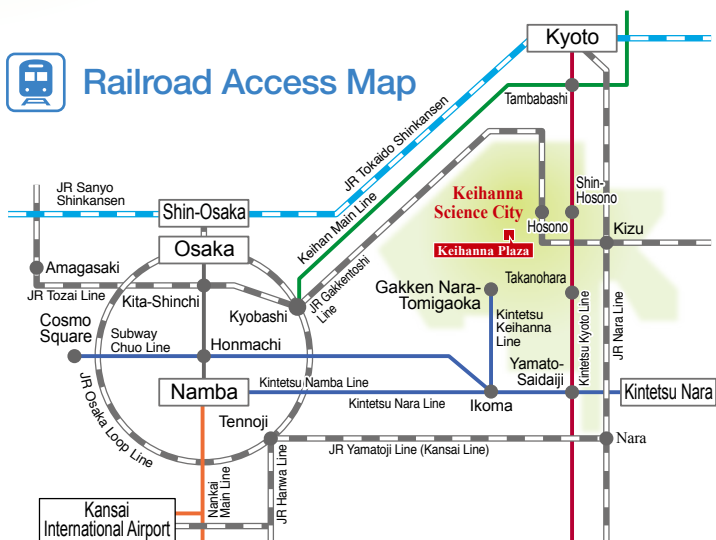 Railroad Access Map
Kyoto
Tambabashi
JR Tokaido Shinkansen
Keihan Main Line
JR Sanyo
Shinkansen
Shin-Osaka
Osaka
Amagasaki
JR Tozai Line
Kita-Shinchi
Kyobashi
JR Gakkentoshi
Line
Keihanna
Science City
Keihanna Plaza
Hosono
Shin-
Hosono
Kizu
Takanohara
Gakken Nara-
Tomigaoka
Kintetsu
Keihanna
Line
Kintetsu Kyoto Line
JR Nara Line
Cosmo
Square
Subway
Chuo Line
Honmachi
Yamato-
Saidaiji
Namba
Kintetsu Namba Line
Kintetsu Nara Line
Ikoma
Kintetsu Nara
JR Osaka Loop Line
Tennoji
Nankai
Main Line
JR Hanwa Line
JR Yamatoji Line (Kansai Line)
Nara
Kansai
International Airport